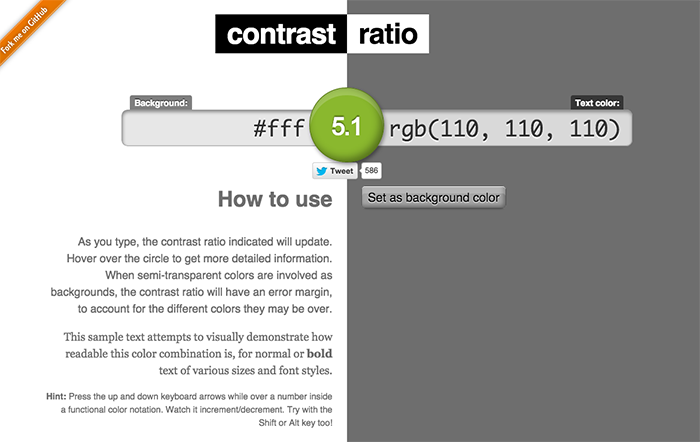 Fork me on GitHub
contrast ratio
Background:
Text color:
#fff 5.1 rgb(110, 110, 110)
Tweet 586
How to use
Set as background color
As you type, the contrast ratio indicated will update.
Hover over the circle to get more detailed information.
When semi-transparent colors are involved as
backgrounds, the contrast ratio will have an error margin,
to account for the different colors they may be over.
This sample text attempts to visually demonstrate how
readable this color combination is, for normal or bold
text of various sizes and font styles.
Hint: Press the up and down keyboard arrows while over a number inside
a functional color notation. Watch it increment/decrement. Try with the
Shift or Alt key too!